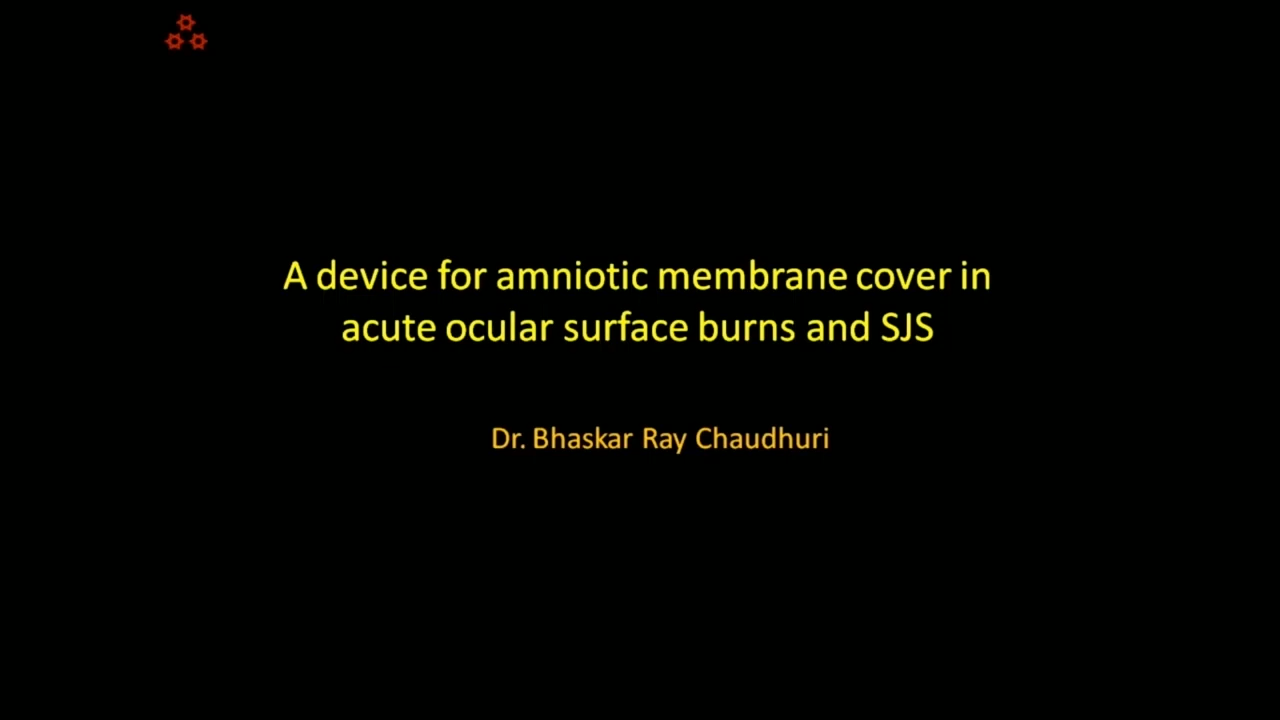 A device for amniotic membrane cover in
acute ocular surface burns and SJS
Dr. Bhaskar Ray Chaudhuri